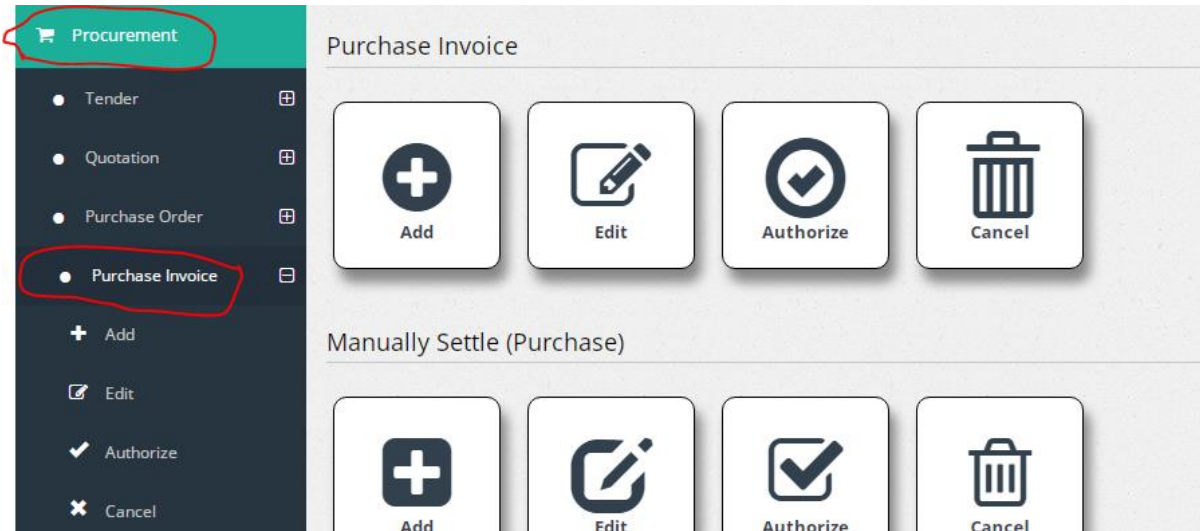 Procurement
Tender
Quotation
Purchase Order
Purchase Invoice
Add
Edit
Authorize
Cancel
Purchase Invoice
Add Edit Authorize Cancel
Manually Settle (Purchase)
Add Edit Authorize Cancel